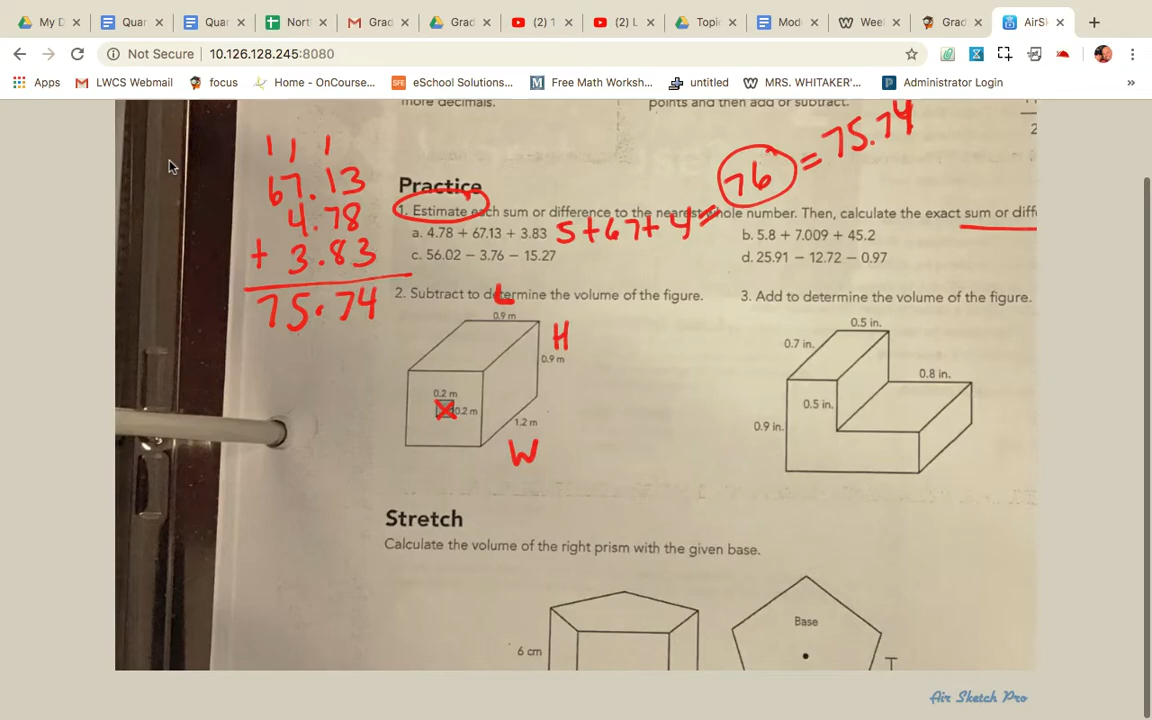 My D
Quar
Quar
Nort
Grad
Grad
(2) 1
(2) L
Topic
Mod
Wee
Grad
AirSk
Not Secure
10.126.128.245:8080
Apps
LWCS Webmail
focus
Home - OnCourse...
eSchool Solutions...
Free Math Worksh...
untitled
MRS. WHITAKER'...
Administrator Login
»
more decimals.
points and then add or subtract.
2
1 1 1
67.13
4.78
+ 3.83
75.74
Practice
76 = 75.74
1. Estimate each sum or difference to the nearest whole number. Then, calculate the exact sum or diff
a. 4.78 + 67.13 + 3.83
5+67+4=
b. 5.8 + 7.009 + 45.2
c. 56.02 − 3.76 − 15.27
d. 25.91 − 12.72 − 0.97
2. Subtract to determine the volume of the figure.
L
0.9 m
H
0.9 m
0.2 m
0.2 m
1.2 m
W
3. Add to determine the volume of the figure.
0.5 in.
0.7 in.
0.8 in.
0.5 in.
0.9 in.
Stretch
Calculate the volume of the right prism with the given base.
6 cm
Base
Air Sketch Pro